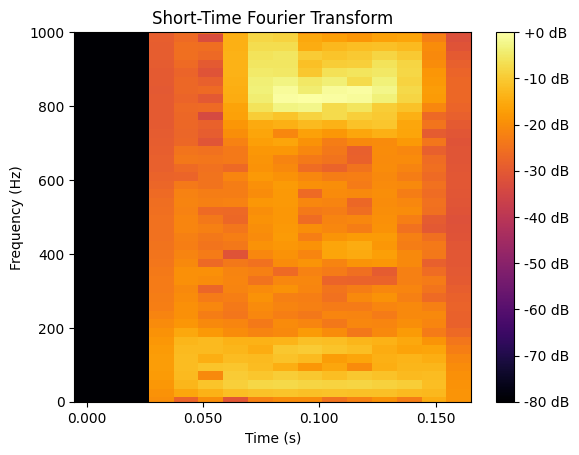 Short-Time Fourier Transform
1000
800
600
400
200
0
Frequency (Hz)
0.000
0.050
0.100
0.150
Time (s)
+0 dB
-10 dB
-20 dB
-30 dB
-40 dB
-50 dB
-60 dB
-70 dB
-80 dB